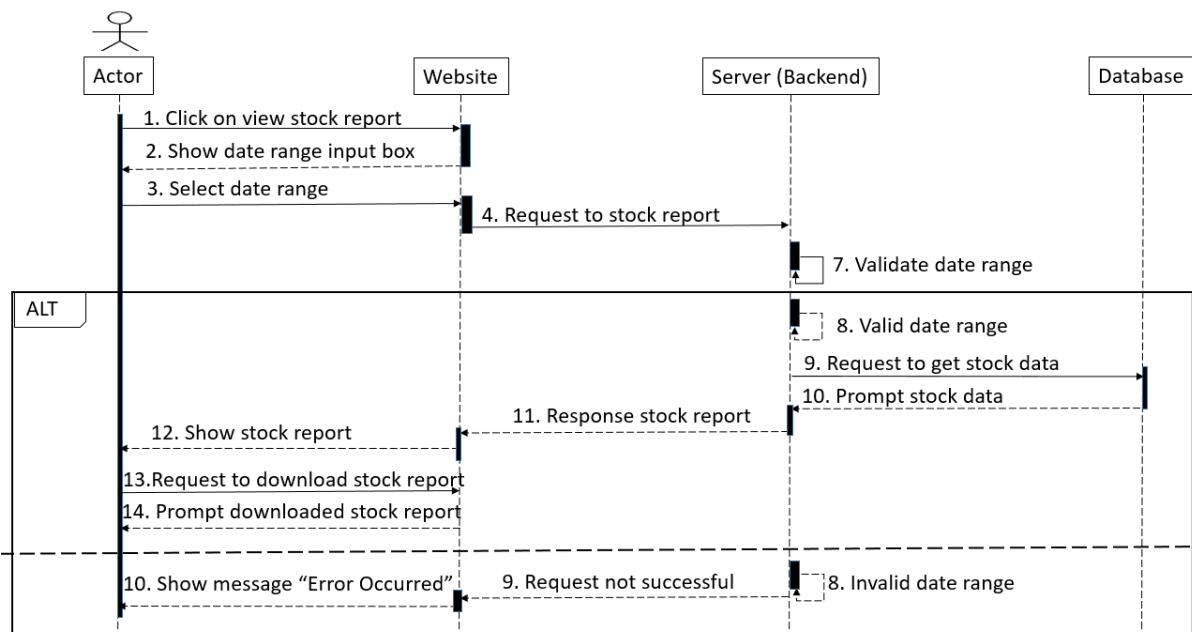 Actor
Website
Server (Backend)
Database
1. Click on view stock report
2. Show date range input box
3. Select date range
4. Request to stock report
7. Validate date range
ALT
8. Valid date range
9. Request to get stock data
10. Prompt stock data
11. Response stock report
12. Show stock report
13.Request to download stock report
14. Prompt downloaded stock report
10. Show message “Error Occurred”
9. Request not successful
8. Invalid date range